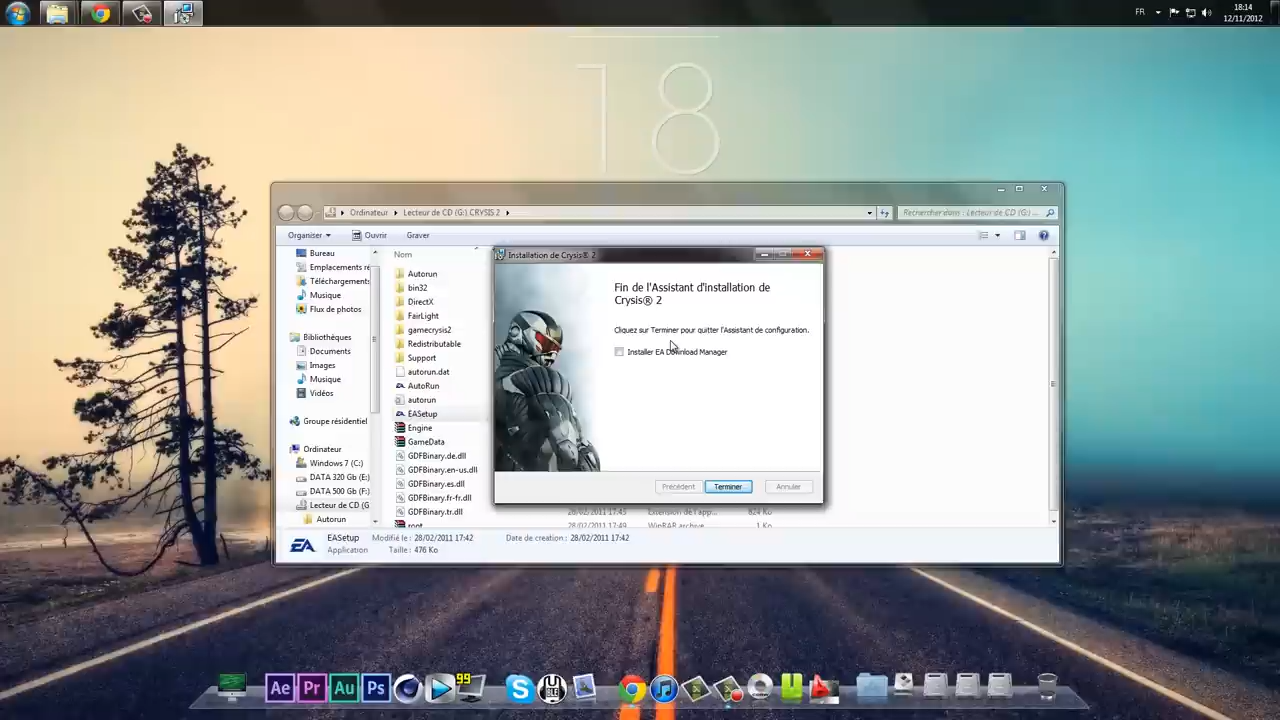 FR
18:14
12/11/2012
18
Ordinateur
Lecteur de CD (G:) CRYSIS 2
Rechercher dans : Lecteur de CD (G:) ...
Organiser
Ouvrir
Graver
Bureau
Emplacements ré
Téléchargements
Musique
Flux de photos
Bibliothèques
Documents
Images
Musique
Vidéos
Groupe résidentiel
Ordinateur
Windows 7 (C:)
DATA 320 Gb (E:)
DATA 500 Gb (F:)
Lecteur de CD (G
Autorun
Nom
Autorun
bin32
DirectX
FairLight
gamecrysis2
Redistributable
Support
autorun.dat
AutoRun
autorun
EASetup
Engine
GameData
GDFBinary.de.dll
GDFBinary.en-us.dll
GDFBinary.es.dll
GDFBinary.fr-fr.dll
GDFBinary.tr.dll
28/02/2011 17:45
Extension de l'app...
824 Ko
root
28/02/2011 17:49
WinRAR archive
1 Ko
Installation de Crysis® 2
Fin de l'Assistant d'installation de
Crysis® 2
Cliquez sur Terminer pour quitter l'Assistant de configuration.
Installer EA Download Manager
Précédent
Terminer
Annuler
EA
EASetup
Modifié le : 28/02/2011 17:42
Date de création : 28/02/2011 17:42
Application
Taille : 476 Ko
Ae
Pr
Au
Ps
99